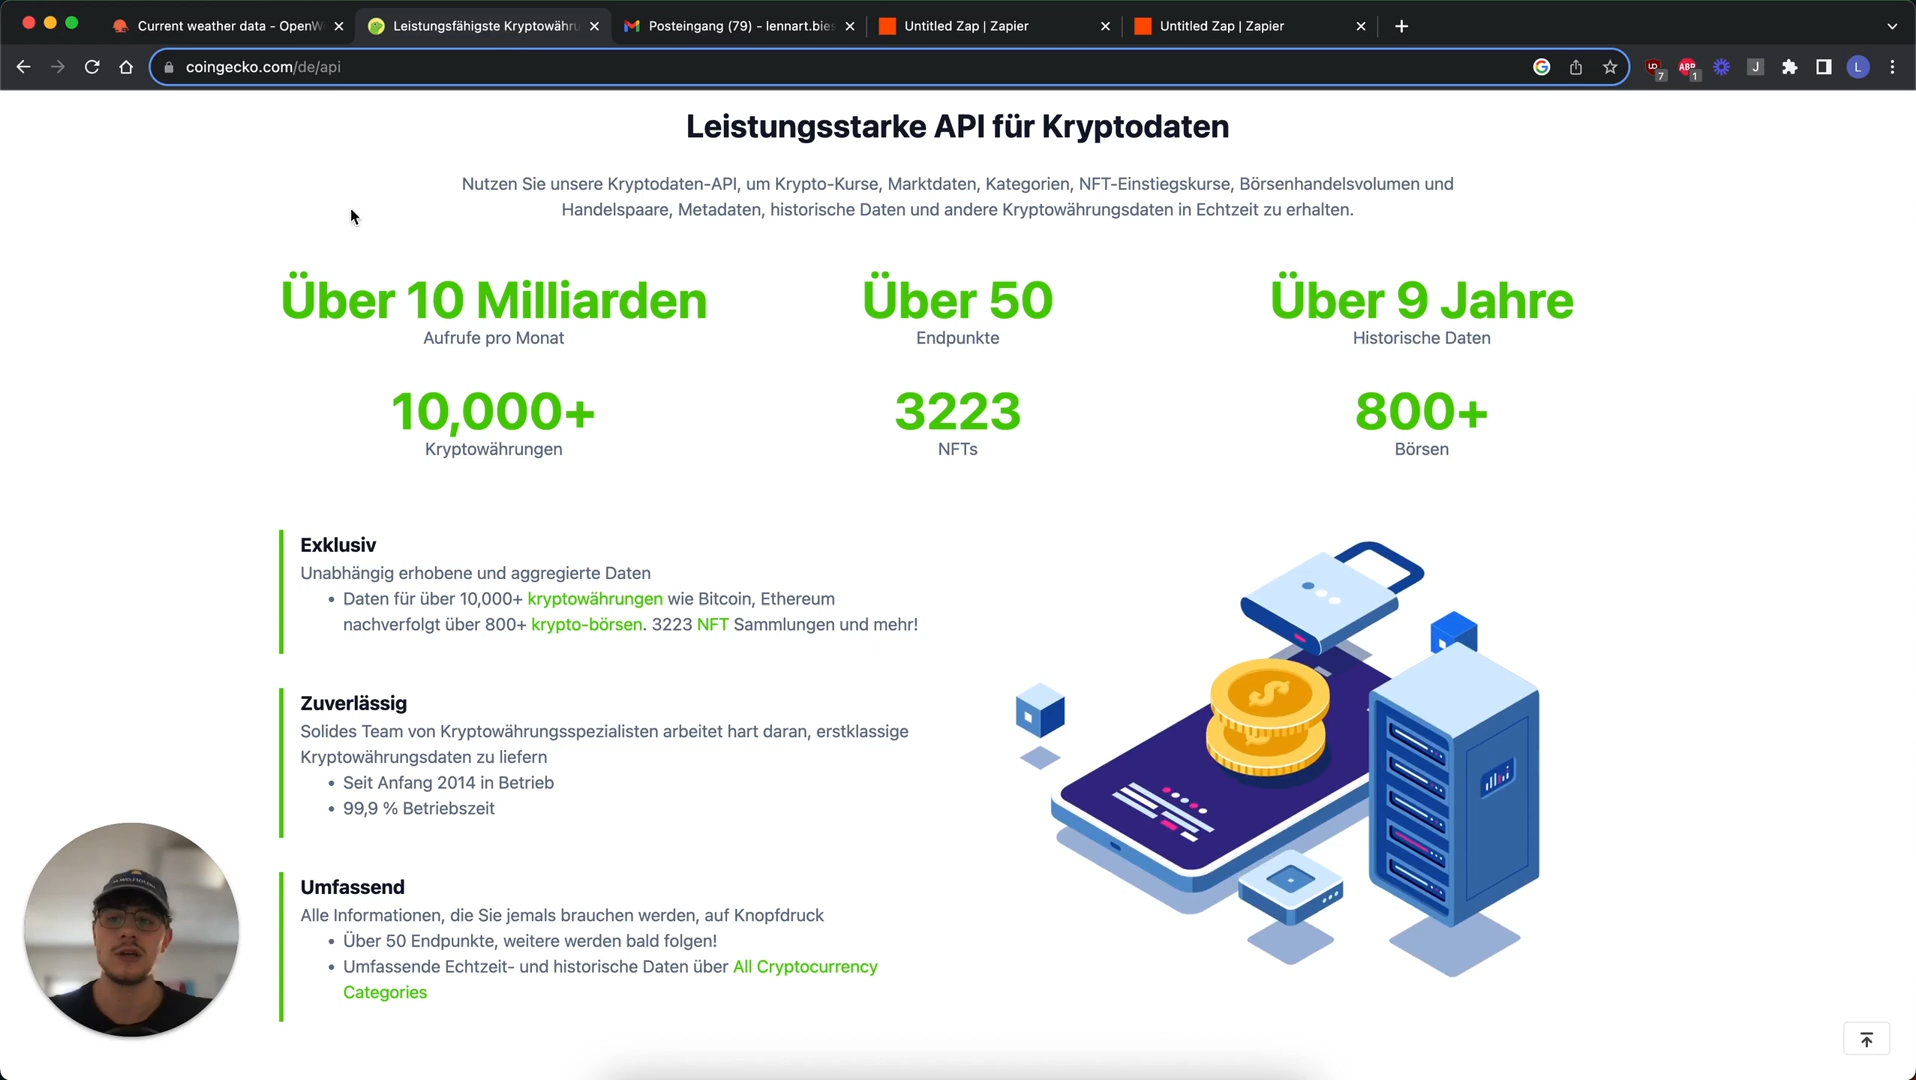 Current weather data - OpenW
Leistungsfähigste Kryptowähru
Posteingang (79) - lennart.bies
Untitled Zap | Zapier
Untitled Zap | Zapier
coingecko.com/de/api
7
ABP
1
J
L
Leistungsstarke API für Kryptodaten
Nutzen Sie unsere Kryptodaten-API, um Krypto-Kurse, Marktdaten, Kategorien, NFT-Einstiegskurse, Börsenhandelsvolumen und
Handelspaare, Metadaten, historische Daten und andere Kryptowährungsdaten in Echtzeit zu erhalten.
Über 10 Milliarden
Aufrufe pro Monat
Über 50
Endpunkte
Über 9 Jahre
Historische Daten
10,000+
Kryptowährungen
3223
NFTs
800+
Börsen
Exklusiv
Unabhängig erhobene und aggregierte Daten
• Daten für über 10,000+ kryptowährungen wie Bitcoin, Ethereum
nachverfolgt über 800+ krypto-börsen. 3223 NFT Sammlungen und mehr!
Zuverlässig
Solides Team von Kryptowährungsspezialisten arbeitet hart daran, erstklassige
Kryptowährungsdaten zu liefern
• Seit Anfang 2014 in Betrieb
• 99,9 % Betriebszeit
Umfassend
Alle Informationen, die Sie jemals brauchen werden, auf Knopfdruck
• Über 50 Endpunkte, weitere werden bald folgen!
• Umfassende Echtzeit- und historische Daten über All Cryptocurrency
Categories